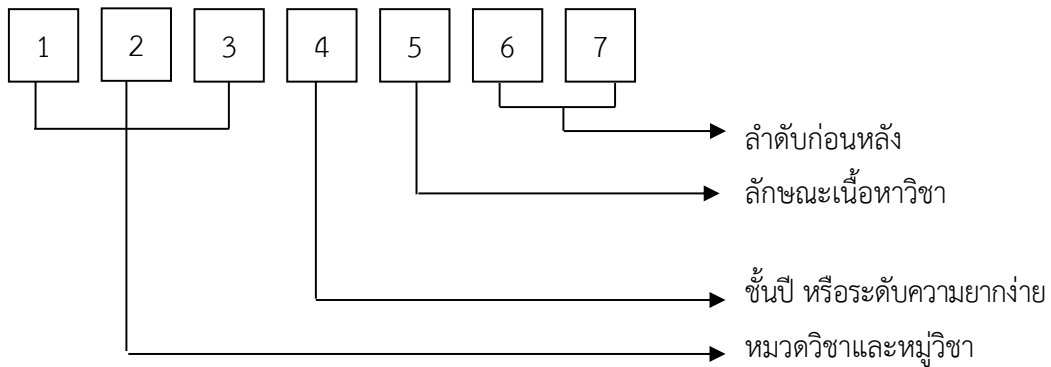 1 2 3 4 5 6 7
ลำดับก่อนหลัง
ลักษณะเนื้อหาวิชา
ชั้นปี หรือระดับความยากง่าย
หมวดวิชาและหมู่วิชา